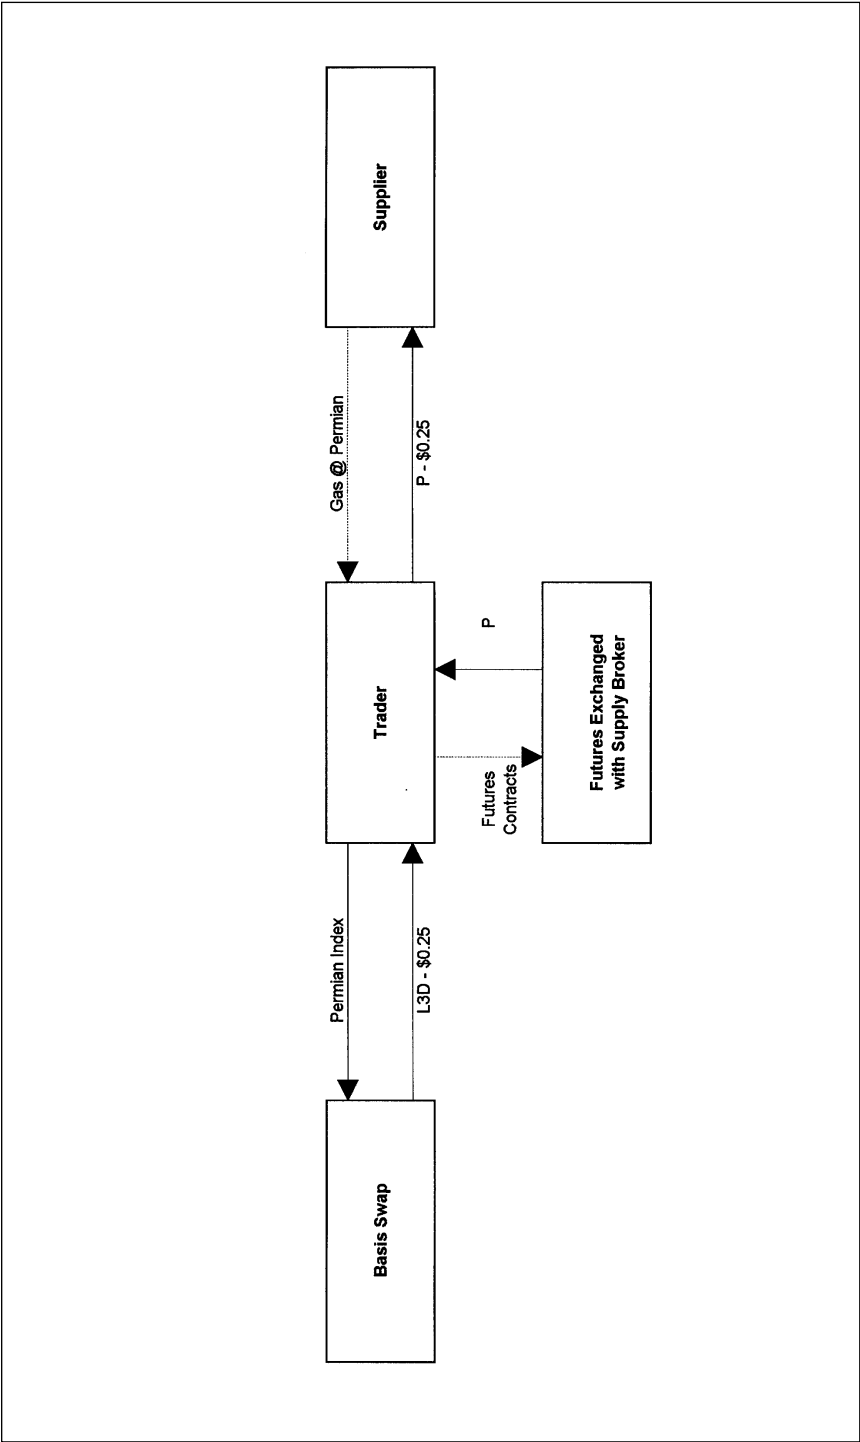 Supplier
Gas @ Permian
P - $0.25
Trader
P
Futures
Contracts
Futures Exchanged
with Supply Broker
Permian Index
L3D - $0.25
Basis Swap